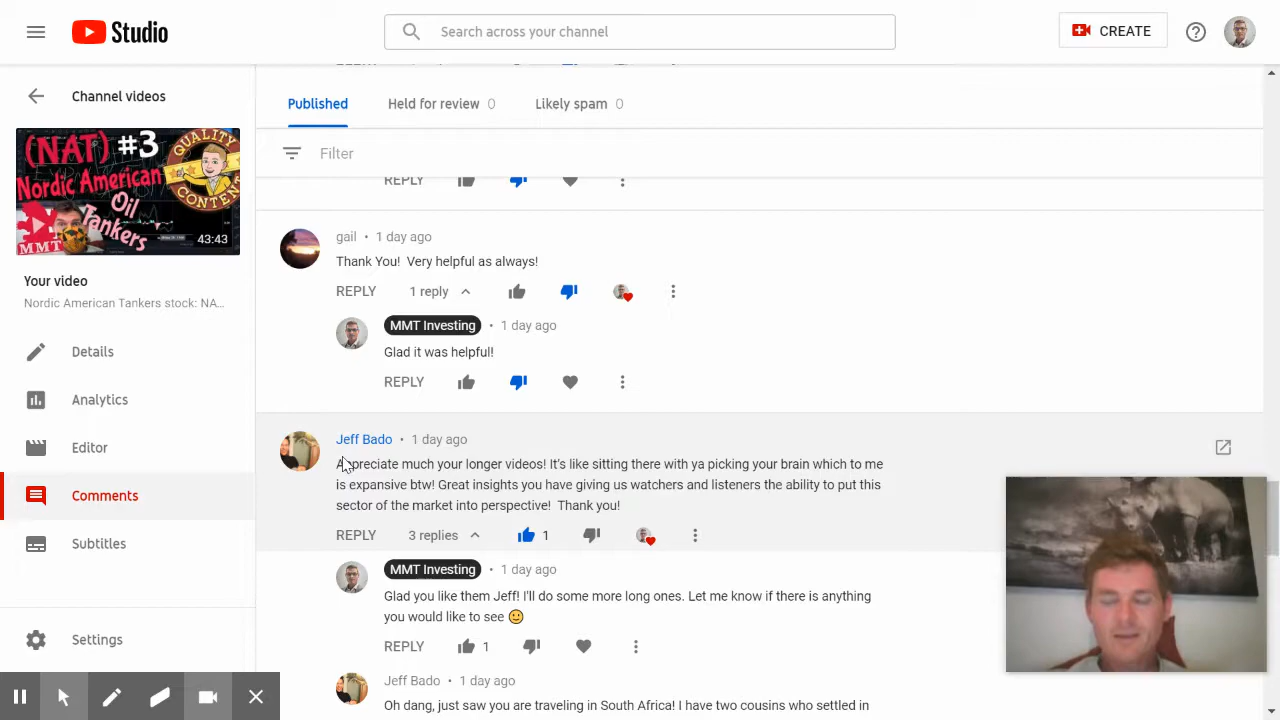 Studio
Search across your channel
CREATE
Channel videos
Published
Held for review 0
Likely spam 0
Filter
(NAT) #3
Nordic American
Oil
Tankers
MMT
QUALITY
CONTENT
43:43
REPLY
gail • 1 day ago
Thank You! Very helpful as always!
REPLY 1 reply
Your video
Nordic American Tankers stock: NA...
MMT Investing • 1 day ago
Glad it was helpful!
REPLY
Details
Analytics
Editor
Comments
Subtitles
Settings
Jeff Bado • 1 day ago
Appreciate much your longer videos! It's like sitting there with ya picking your brain which to me
is expansive btw! Great insights you have giving us watchers and listeners the ability to put this
sector of the market into perspective! Thank you!
REPLY 3 replies 1
MMT Investing • 1 day ago
Glad you like them Jeff! I'll do some more long ones. Let me know if there is anything
you would like to see
REPLY 1
Jeff Bado • 1 day ago
Oh dang, just saw you are traveling in South Africa! I have two cousins who settled in